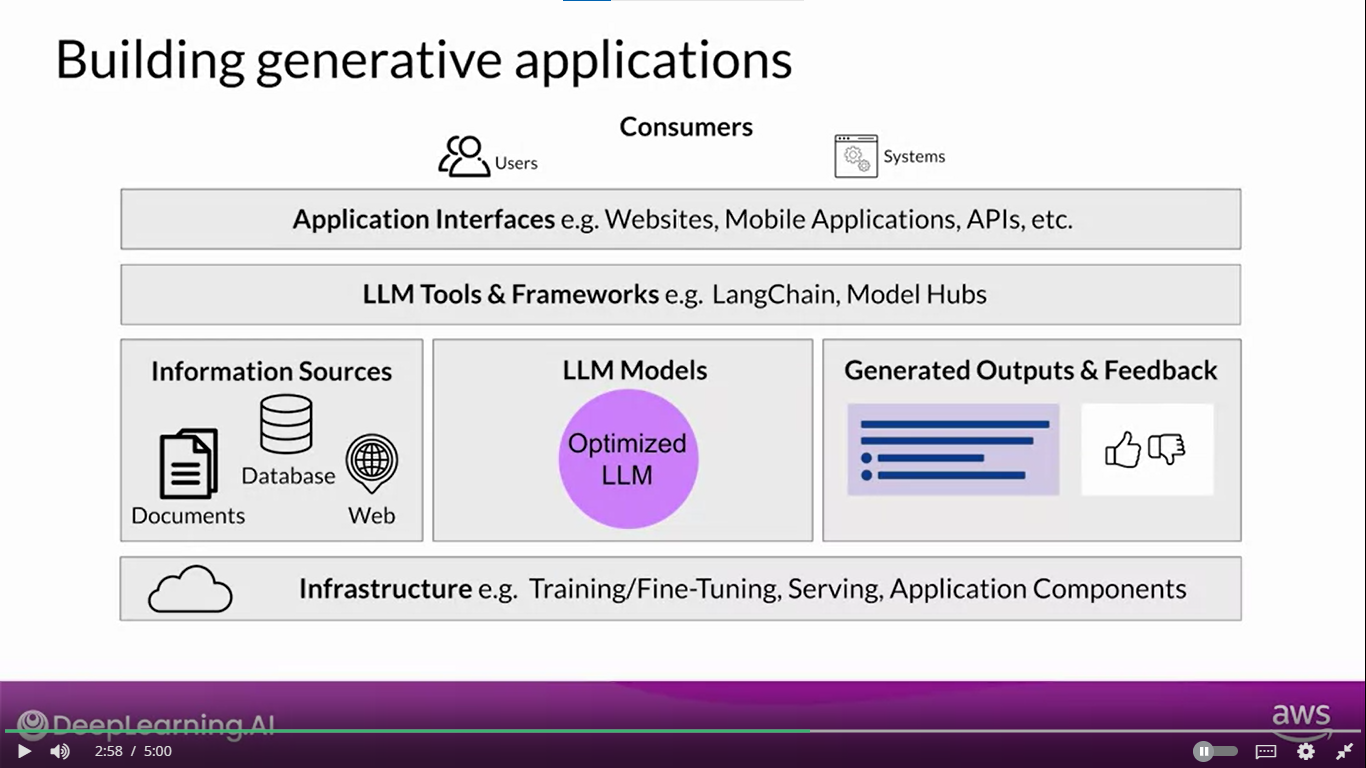 Building generative applications
Consumers
Users
Systems
Application Interfaces e.g. Websites, Mobile Applications, APIs, etc.
LLM Tools & Frameworks e.g. LangChain, Model Hubs
Information Sources
Database
Documents
Web
LLM Models
Optimized
LLM
Generated Outputs & Feedback
Infrastructure e.g. Training/Fine-Tuning, Serving, Application Components
DeepLearning.AI
aws
2:58 / 5:00